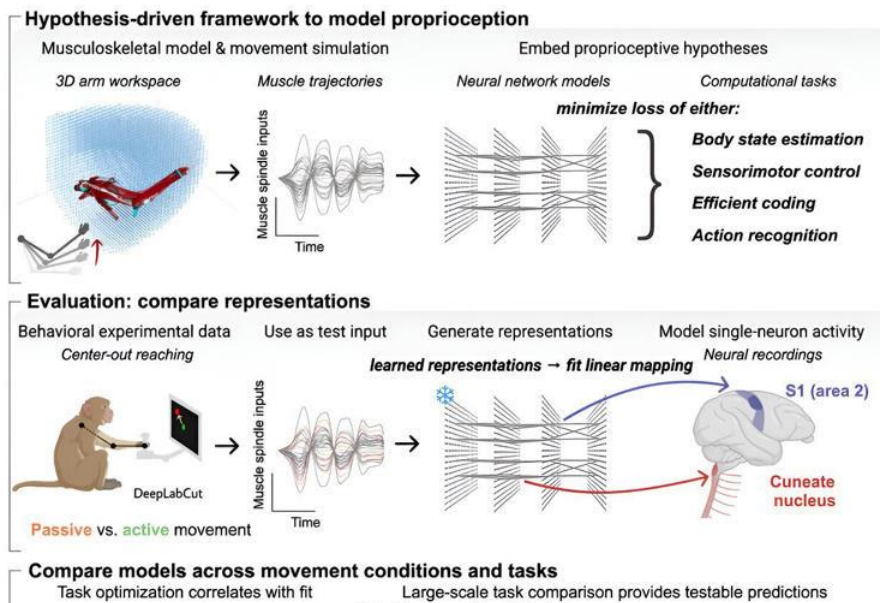 Hypothesis-driven framework to model proprioception
Musculoskeletal model & movement simulation
Embed proprioceptive hypotheses
3D arm workspace
Muscle trajectories
Neural network models
Computational tasks
minimize loss of either:
Muscle spindle inputs
Time
Body state estimation
Sensorimotor control
Efficient coding
Action recognition
Evaluation: compare representations
Behavioral experimental data
Use as test input
Generate representations
Model single-neuron activity
Center-out reaching
Neural recordings
learned representations → fit linear mapping
Muscle spindle inputs
Time
S1 (area 2)
DeepLabCut
Cuneate
nucleus
Passive vs. active movement
Compare models across movement conditions and tasks
Task optimization correlates with fit
Large-scale task comparison provides testable predictions